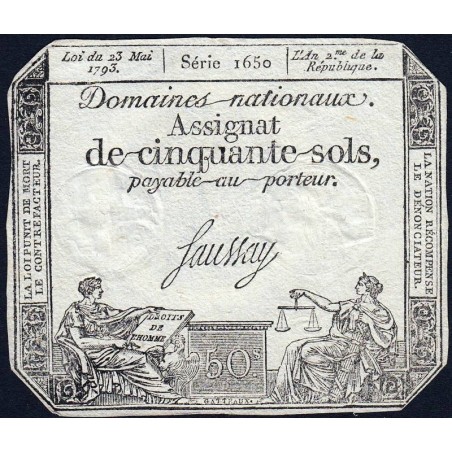 Loi du 23 Mai
1793.
Série 1650
L'An 2.me de la
République.
Domaines nationaux.
Assignat
de cinquante sols,
payable au porteur.
LA LOI PUNIT DE MORT
LE CONTREFACTEUR.
LA NATION RÉCOMPENSE
LE DÉNONCIATEUR.
Saussay
DROITS
DE
L'HOMME
50s
GATTEAUX